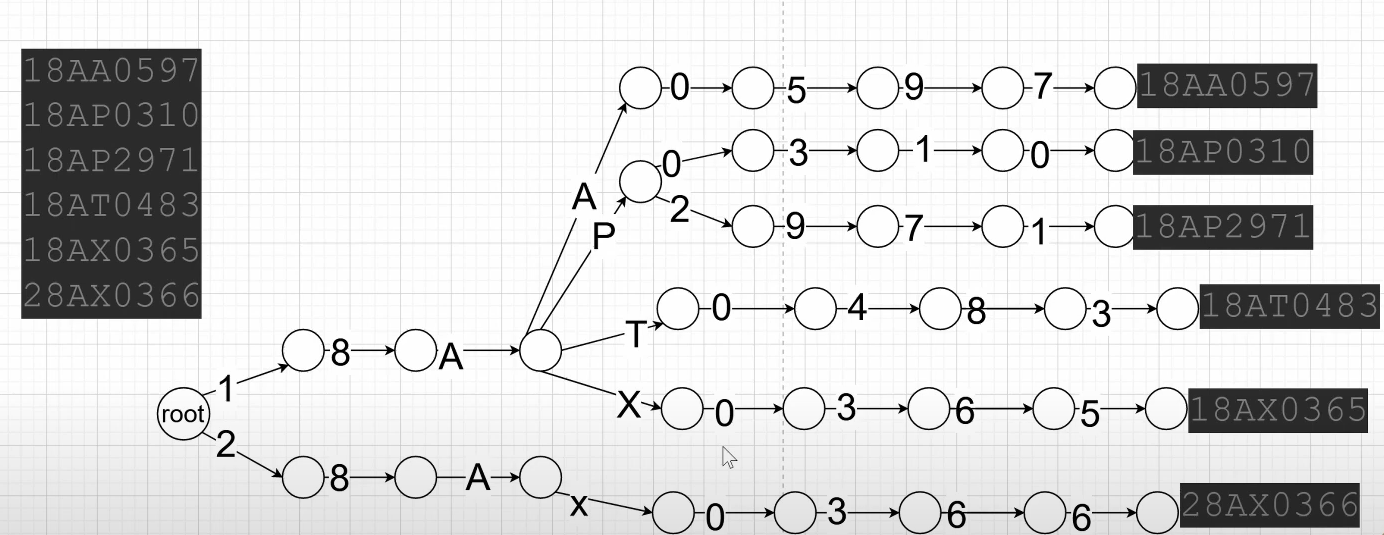 18AA0597
18AP0310
18AP2971
18AT0483
18AX0365
28AX0366
0 5 9 7 18AA0597
A
0 3 1 0 18AP0310
P
2 9 7 1 18AP2971
T 0 4 8 3 18AT0483
1 8 A
X 0 3 6 5 18AX0365
root
2 8 A
x 0 3 6 6 28AX0366